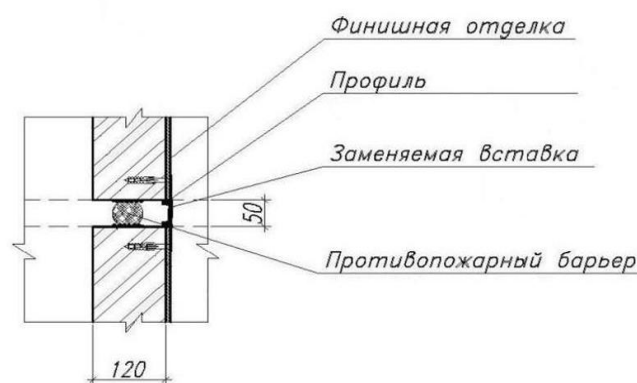 Финишная отделка
Профиль
Заменяемая вставка
50
Противопожарный барьер
120